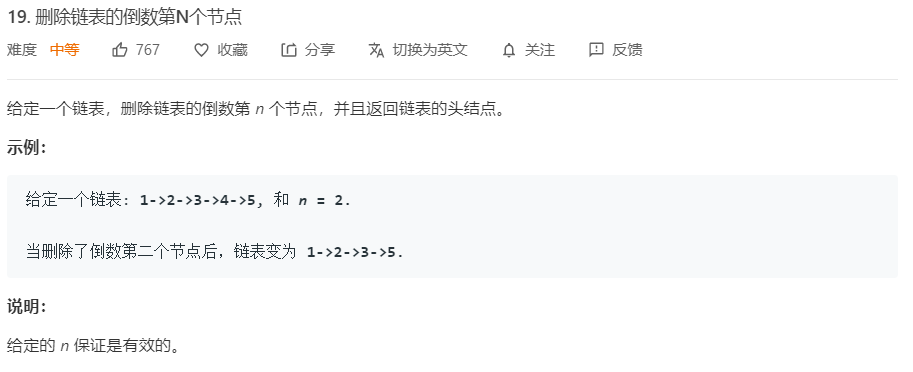 19. 删除链表的倒数第N个节点
难度 中等 767 收藏 分享 切换为英文 关注 反馈
给定一个链表，删除链表的倒数第 n 个节点，并且返回链表的头结点。
示例：
给定一个链表: 1->2->3->4->5, 和 n = 2.
当删除了倒数第二个节点后，链表变为 1->2->3->5.
说明：
给定的 n 保证是有效的。